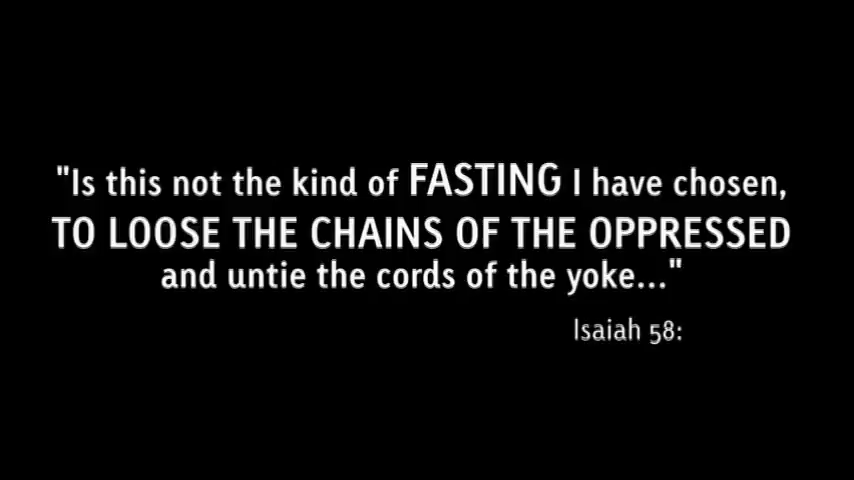 "Is this not the kind of FASTING I have chosen,
TO LOOSE THE CHAINS OF THE OPPRESSED
and untie the cords of the yoke..."
Isaiah 58: